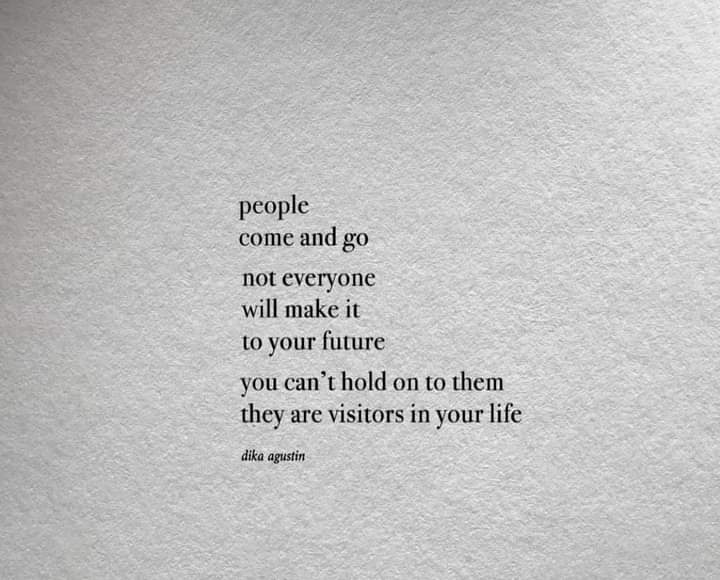 people
come and go
not everyone
will make it
to your future
you can’t hold on to them
they are visitors in your life
dika agustin